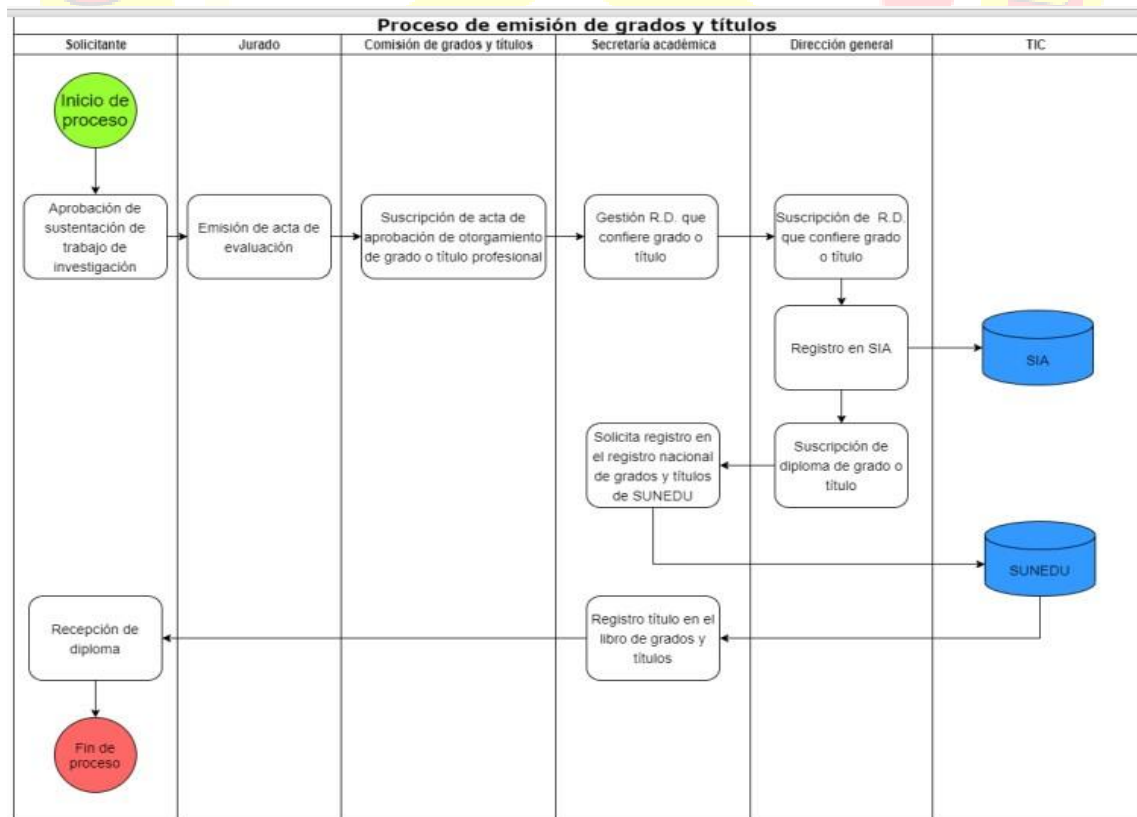 Proceso de emisión de grados y títulos
Solicitante
Jurado
Comisión de grados y títulos
Secretaría académica
Dirección general
TIC
Inicio de
proceso
Aprobación de
sustentación de
trabajo de
investigación
Emisión de acta de
evaluación
Suscripción de acta de
aprobación de otorgamiento
de grado o título profesional
Gestión R.D. que
confiere grado o
título
Suscripción de R.D.
que confiere grado
o título
Registro en SIA
SIA
Suscripción de
diploma de grado o
título
Solicita registro en
el registro nacional
de grados y títulos
de SUNEDU
SUNEDU
Registro título en el
libro de grados y
títulos
Recepción de
diploma
Fin de
proceso